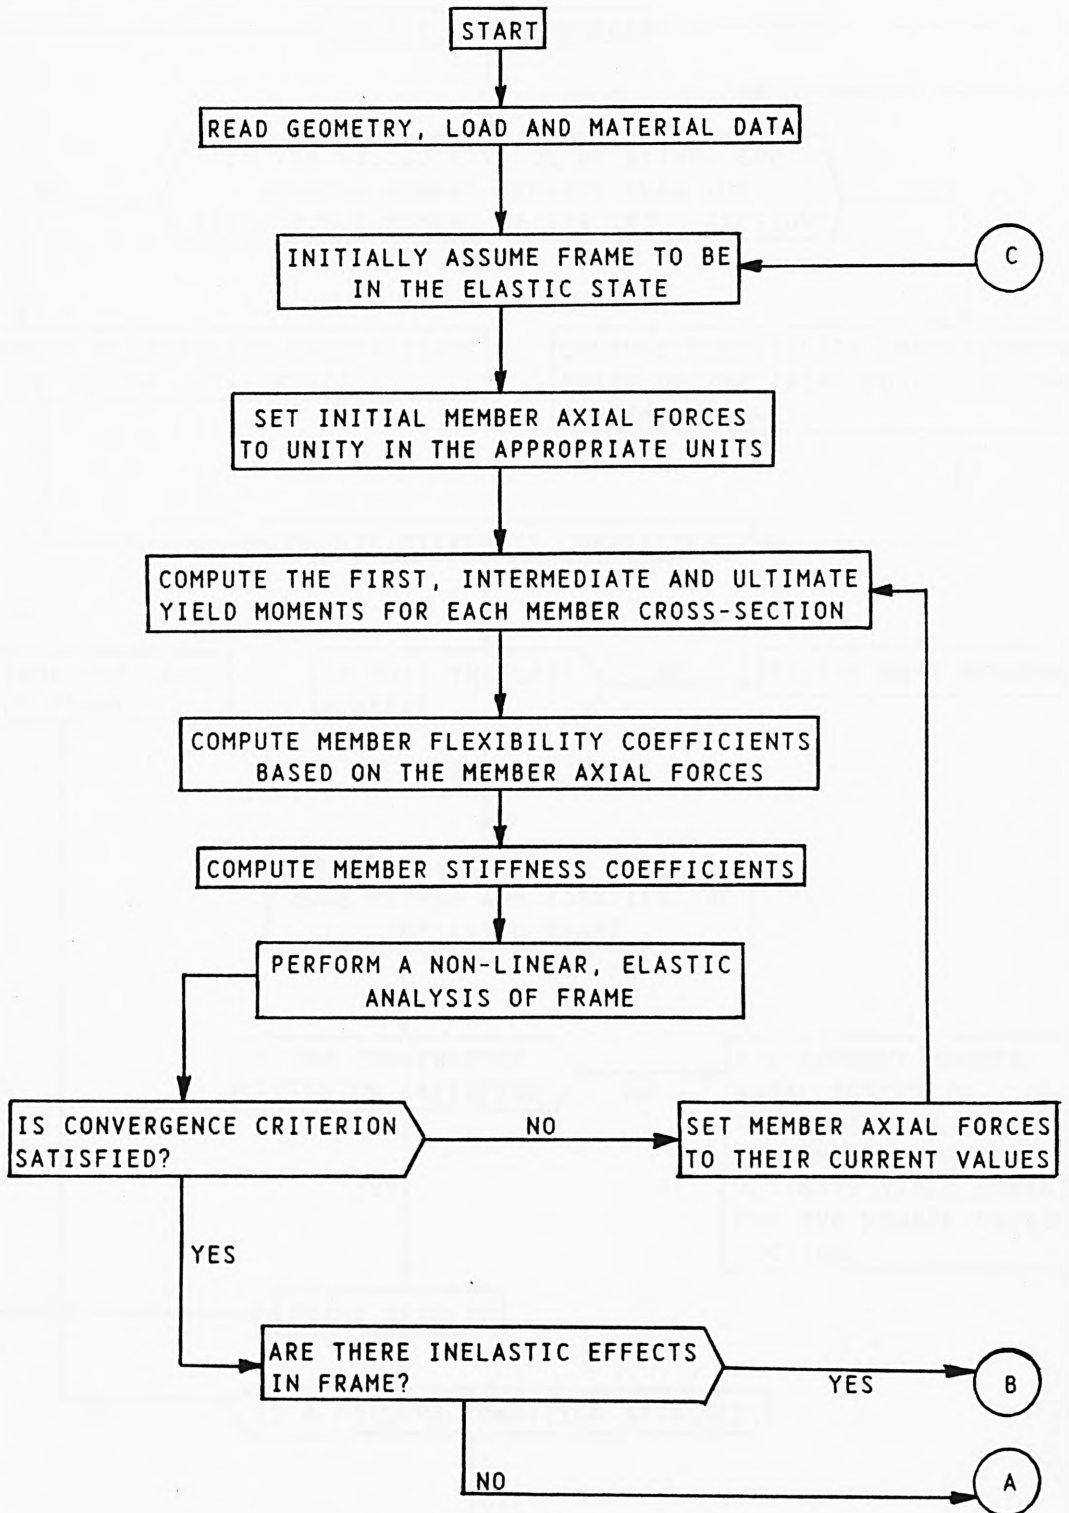 START
READ GEOMETRY, LOAD AND MATERIAL DATA
INITIALLY ASSUME FRAME TO BE
IN THE ELASTIC STATE
C
SET INITIAL MEMBER AXIAL FORCES
TO UNITY IN THE APPROPRIATE UNITS
COMPUTE THE FIRST, INTERMEDIATE AND ULTIMATE
YIELD MOMENTS FOR EACH MEMBER CROSS-SECTION
COMPUTE MEMBER FLEXIBILITY COEFFICIENTS
BASED ON THE MEMBER AXIAL FORCES
COMPUTE MEMBER STIFFNESS COEFFICIENTS
PERFORM A NON-LINEAR, ELASTIC
ANALYSIS OF FRAME
IS CONVERGENCE CRITERION
SATISFIED?
NO
SET MEMBER AXIAL FORCES
TO THEIR CURRENT VALUES
YES
ARE THERE INELASTIC EFFECTS
IN FRAME?
YES
B
NO
A